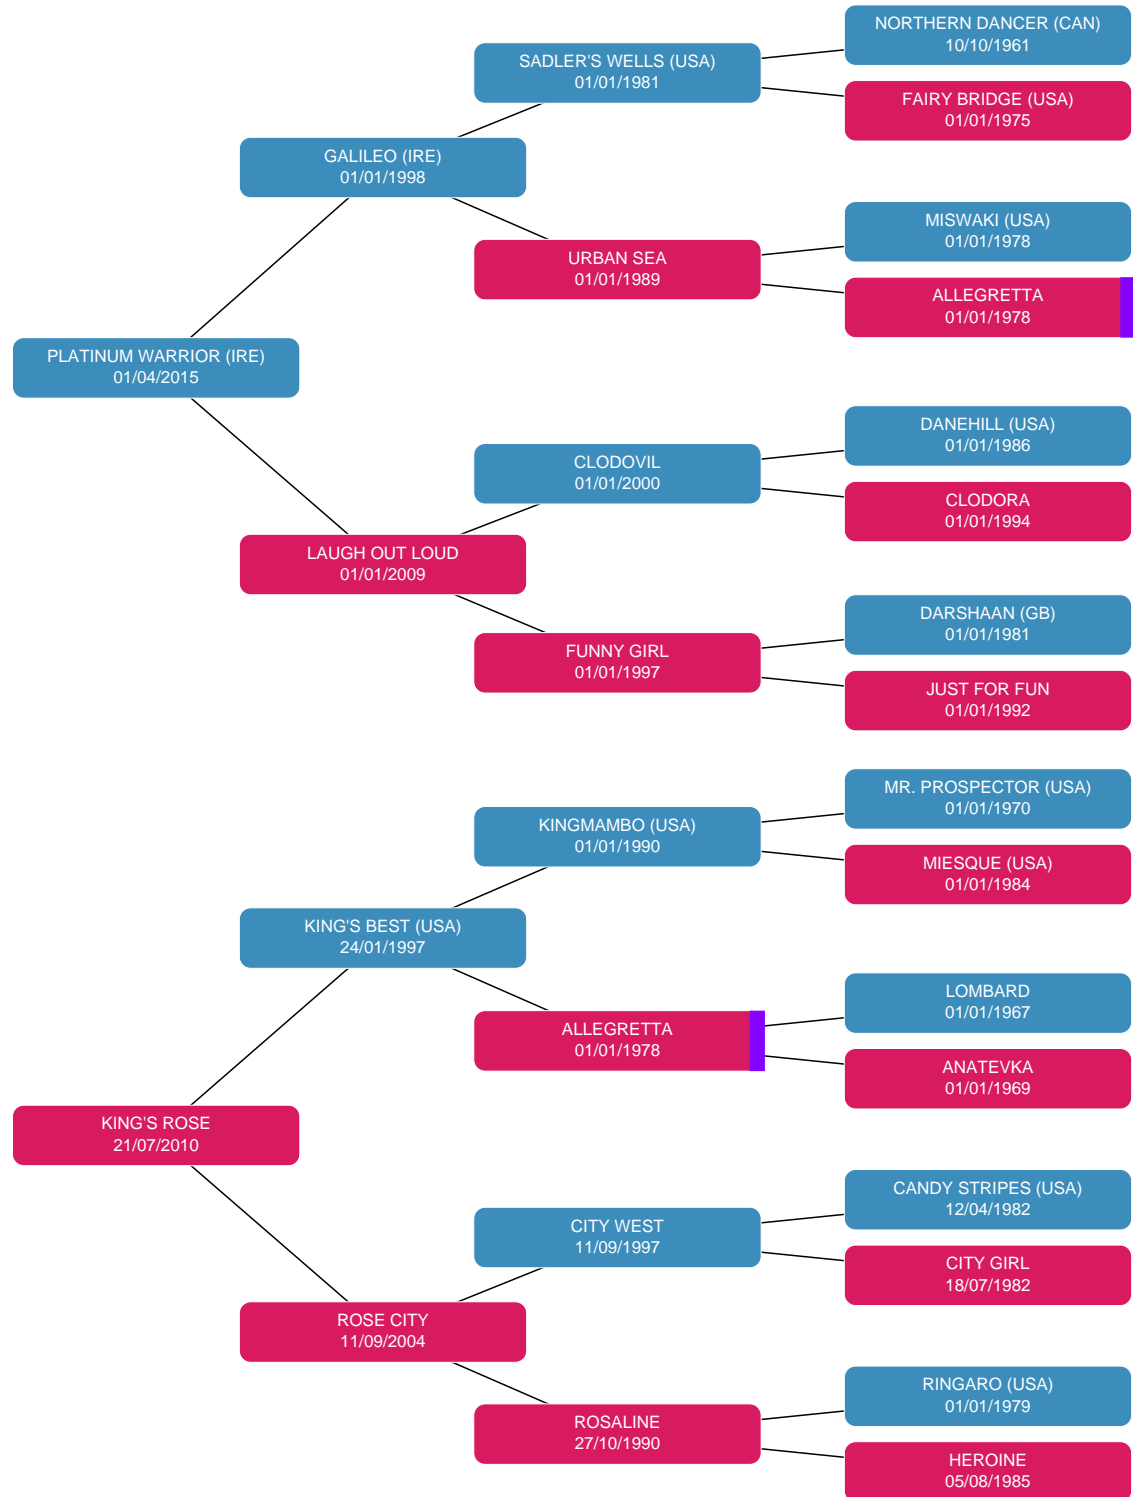 NORTHERN DANCER (CAN)
10/10/1961
SADLER'S WELLS (USA)
01/01/1981
FAIRY BRIDGE (USA)
01/01/1975
GALILEO (IRE)
01/01/1998
MISWAKI (USA)
01/01/1978
URBAN SEA
01/01/1989
ALLEGRETTA
01/01/1978
PLATINUM WARRIOR (IRE)
01/04/2015
DANEHILL (USA)
01/01/1986
CLODOVIL
01/01/2000
CLODORA
01/01/1994
LAUGH OUT LOUD
01/01/2009
DARSHAAN (GB)
01/01/1981
FUNNY GIRL
01/01/1997
JUST FOR FUN
01/01/1992
MR. PROSPECTOR (USA)
01/01/1970
KINGMAMBO (USA)
01/01/1990
MIESQUE (USA)
01/01/1984
KING'S BEST (USA)
24/01/1997
LOMBARD
01/01/1967
ALLEGRETTA
01/01/1978
ANATEVKA
01/01/1969
KING'S ROSE
21/07/2010
CANDY STRIPES (USA)
12/04/1982
CITY WEST
11/09/1997
CITY GIRL
18/07/1982
ROSE CITY
11/09/2004
RINGARO (USA)
01/01/1979
ROSALINE
27/10/1990
HEROINE
05/08/1985